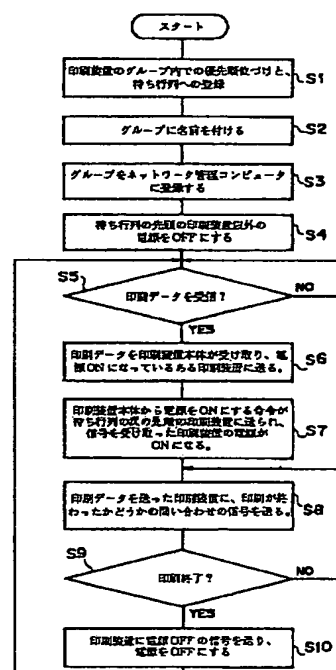 スタート
印刷装置のグループ内での優先順位づけと、
待ち行列への登録
S1
グループに名前を付ける
S2
グループをネットワーク管理コンピュータ
に登録する
S3
待ち行列の先頭の印刷装置以外の
電源をOFFにする
S4
S5
印刷データを受信?
NO
YES
印刷データを印刷装置本体が受け取り、電
源ONになっているある印刷装置に送る。
S6
印刷装置本体から電源をONにする命令が
待ち行列の次の先頭の印刷装置に送られ、
信号を受け取った印刷装置の電源が
ONになる。
S7
印刷データを送った印刷装置に、印刷が終
わったかどうかの問い合わせの信号を送る。
S8
S9
印刷終了?
NO
YES
印刷装置に電源OFFの信号を送り、
電源をOFFにする
S10